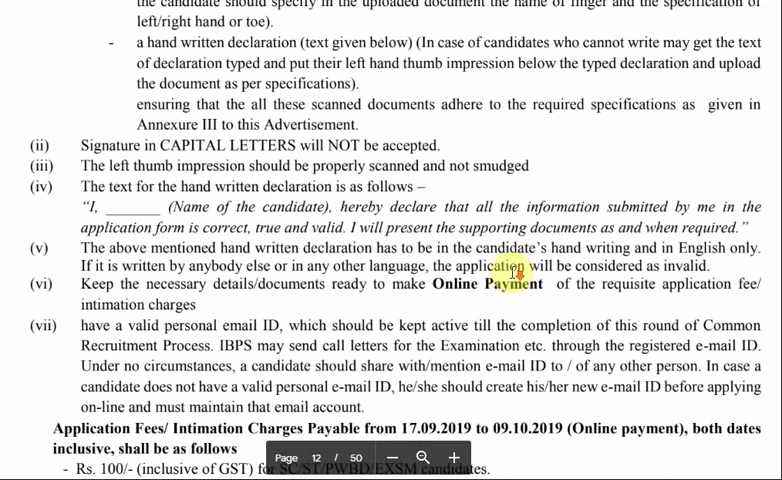 the candidate should specify in the uploaded document the name of finger and the specification of
left/right hand or toe).
- a hand written declaration (text given below) (In case of candidates who cannot write may get the text
of declaration typed and put their left hand thumb impression below the typed declaration and upload
the document as per specifications).
ensuring that the all these scanned documents adhere to the required specifications as given in
Annexure III to this Advertisement.
(ii) Signature in CAPITAL LETTERS will NOT be accepted.
(iii) The left thumb impression should be properly scanned and not smudged
(iv) The text for the hand written declaration is as follows –
“I, _______ (Name of the candidate), hereby declare that all the information submitted by me in the
application form is correct, true and valid. I will present the supporting documents as and when required.”
(v) The above mentioned hand written declaration has to be in the candidate’s hand writing and in English only.
If it is written by anybody else or in any other language, the application will be considered as invalid.
(vi) Keep the necessary details/documents ready to make Online Payment of the requisite application fee/
intimation charges
(vii) have a valid personal email ID, which should be kept active till the completion of this round of Common
Recruitment Process. IBPS may send call letters for the Examination etc. through the registered e-mail ID.
Under no circumstances, a candidate should share with/mention e-mail ID to / of any other person. In case a
candidate does not have a valid personal e-mail ID, he/she should create his/her new e-mail ID before applying
on-line and must maintain that email account.
Application Fees/ Intimation Charges Payable from 17.09.2019 to 09.10.2019 (Online payment), both dates
inclusive, shall be as follows
- Rs. 100/- (inclusive of GST) for SC/ST/PWBD/EXSM candidates.
Page 12 / 50